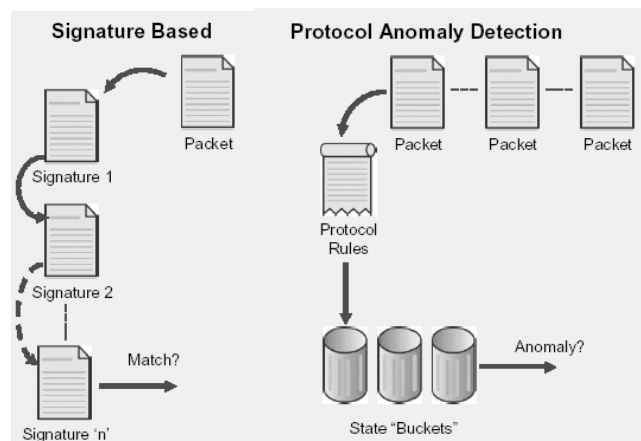 Signature Based
Packet
Signature 1
Signature 2
Match?
Signature 'n'
Protocol Anomaly Detection
Packet
Packet
Packet
Protocol
Rules
Anomaly?
State "Buckets"